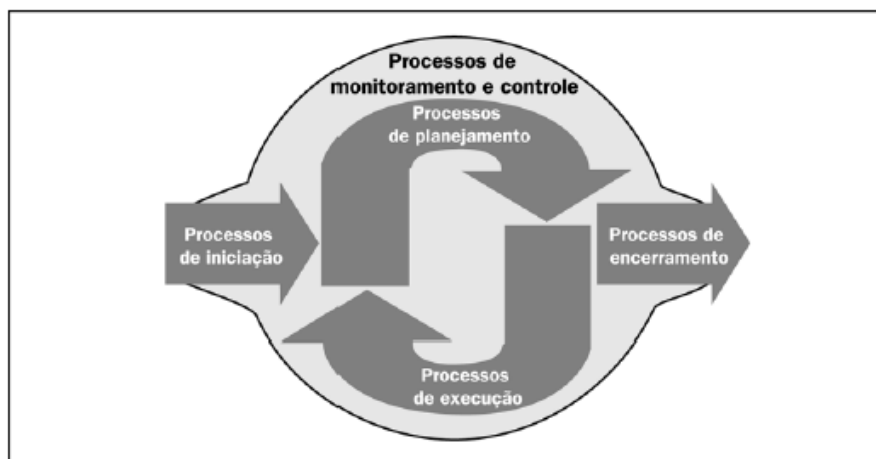 Processos de
monitoramento e controle
Processos
de planejamento
Processos
de iniciação
Processos de
encerramento
Processos
de execução